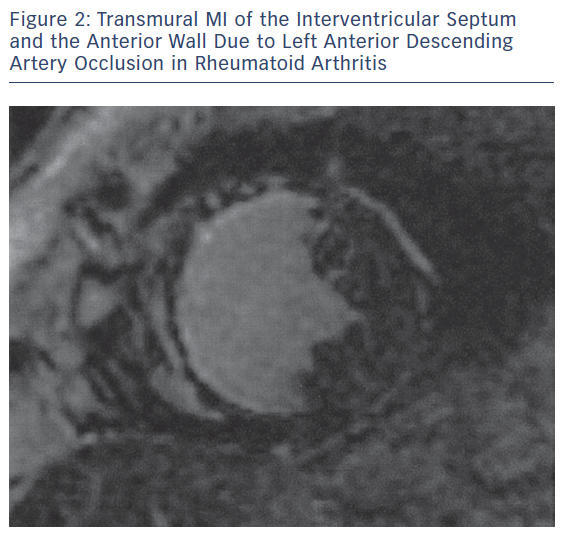 Figure 2: Transmural MI of the Interventricular Septum
and the Anterior Wall Due to Left Anterior Descending
Artery Occlusion in Rheumatoid Arthritis